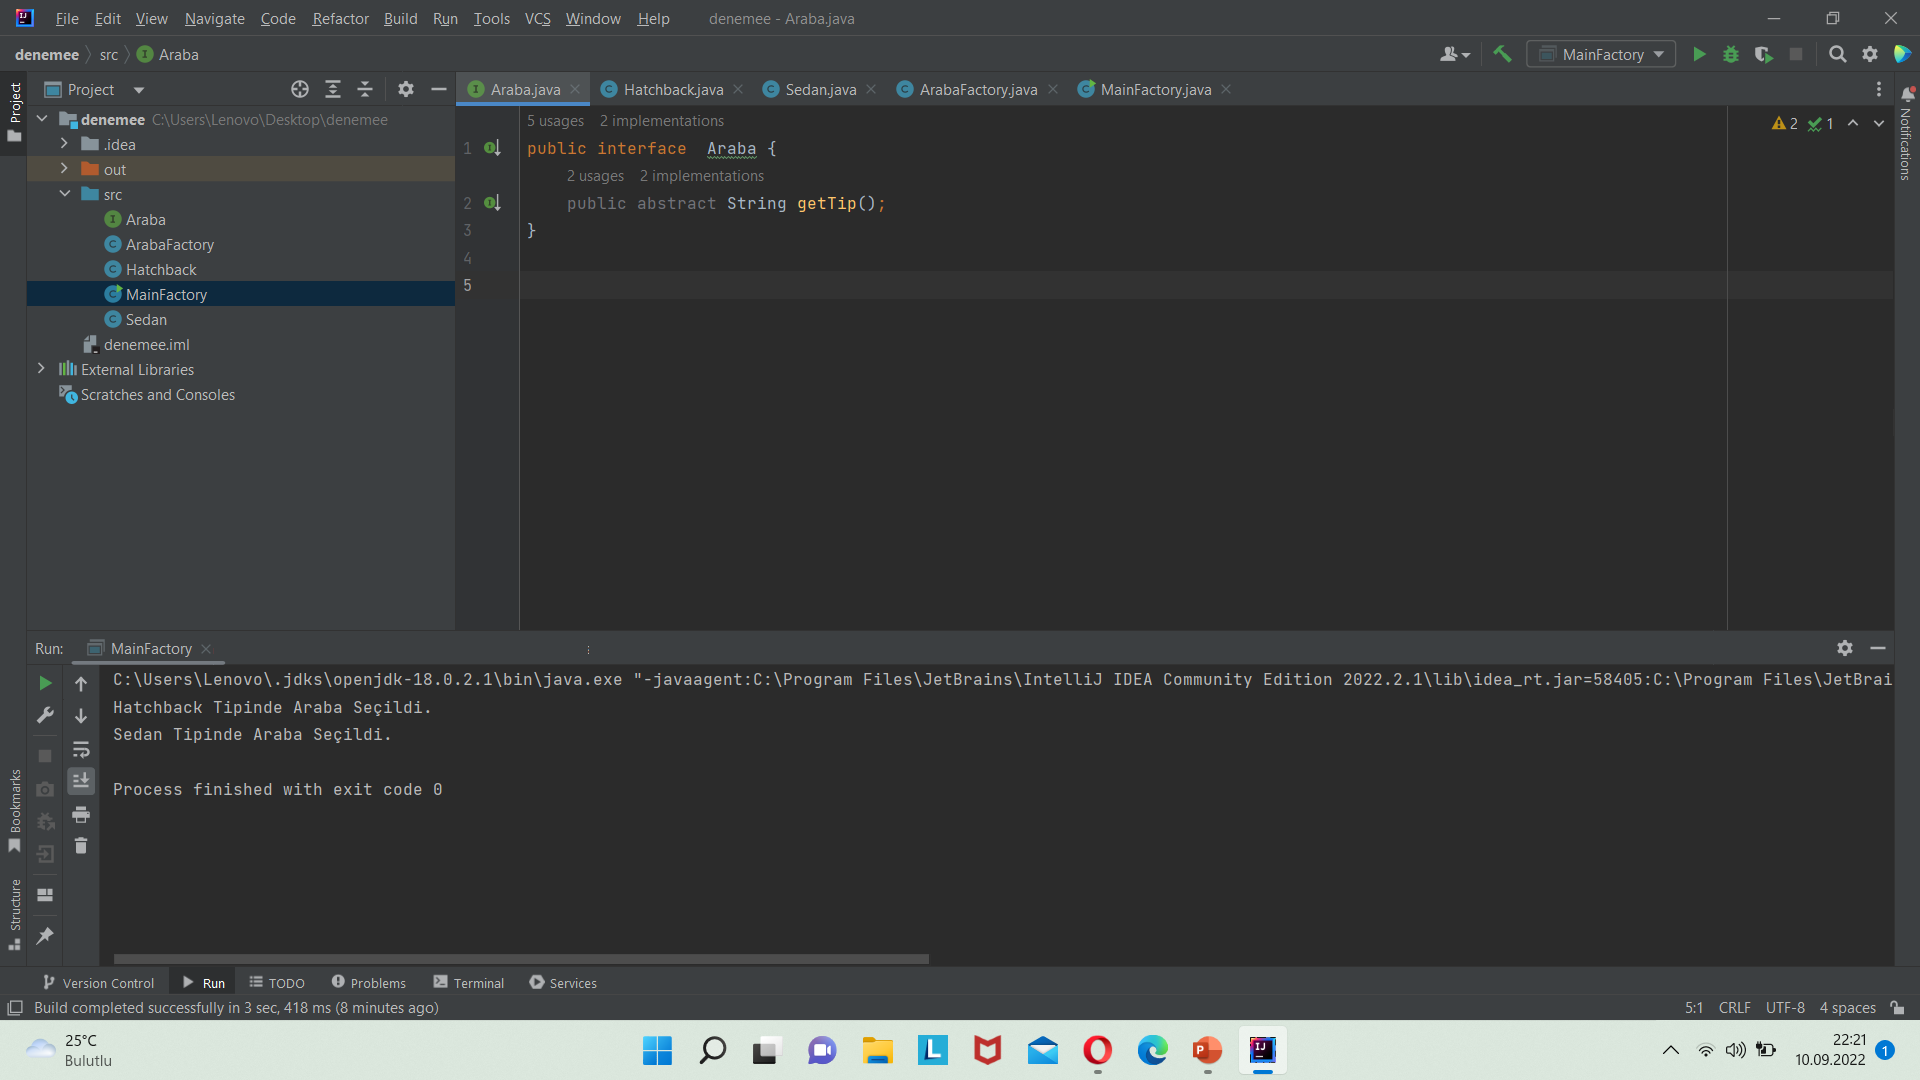 File Edit View Navigate Code Refactor Build Run Tools VCS Window Help denemee - Araba.java
denemee src Araba MainFactory
Project
Araba.java Hatchback.java Sedan.java ArabaFactory.java MainFactory.java
Project
Notifications
denemee C:\Users\Lenovo\Desktop\denemee
.idea
out
src
Araba
ArabaFactory
Hatchback
MainFactory
Sedan
denemee.iml
External Libraries
Scratches and Consoles
5 usages 2 implementations
2 1
1 public interface  Araba {
2 usages 2 implementations
2 public abstract String getTip();
3 }
4
5
Run: MainFactory
C:\Users\Lenovo\.jdks\openjdk-18.0.2.1\bin\java.exe "-javaagent:C:\Program Files\JetBrains\IntelliJ IDEA Community Edition 2022.2.1\lib\idea_rt.jar=58405:C:\Program Files\JetBrai
Hatchback Tipinde Araba Seçildi.
Sedan Tipinde Araba Seçildi.
Process finished with exit code 0
Bookmarks
Structure
Version Control Run TODO Problems Terminal Services
Build completed successfully in 3 sec, 418 ms (8 minutes ago) 5:1 CRLF UTF-8 4 spaces
25°C
Bulutlu
22:21
10.09.2022
1